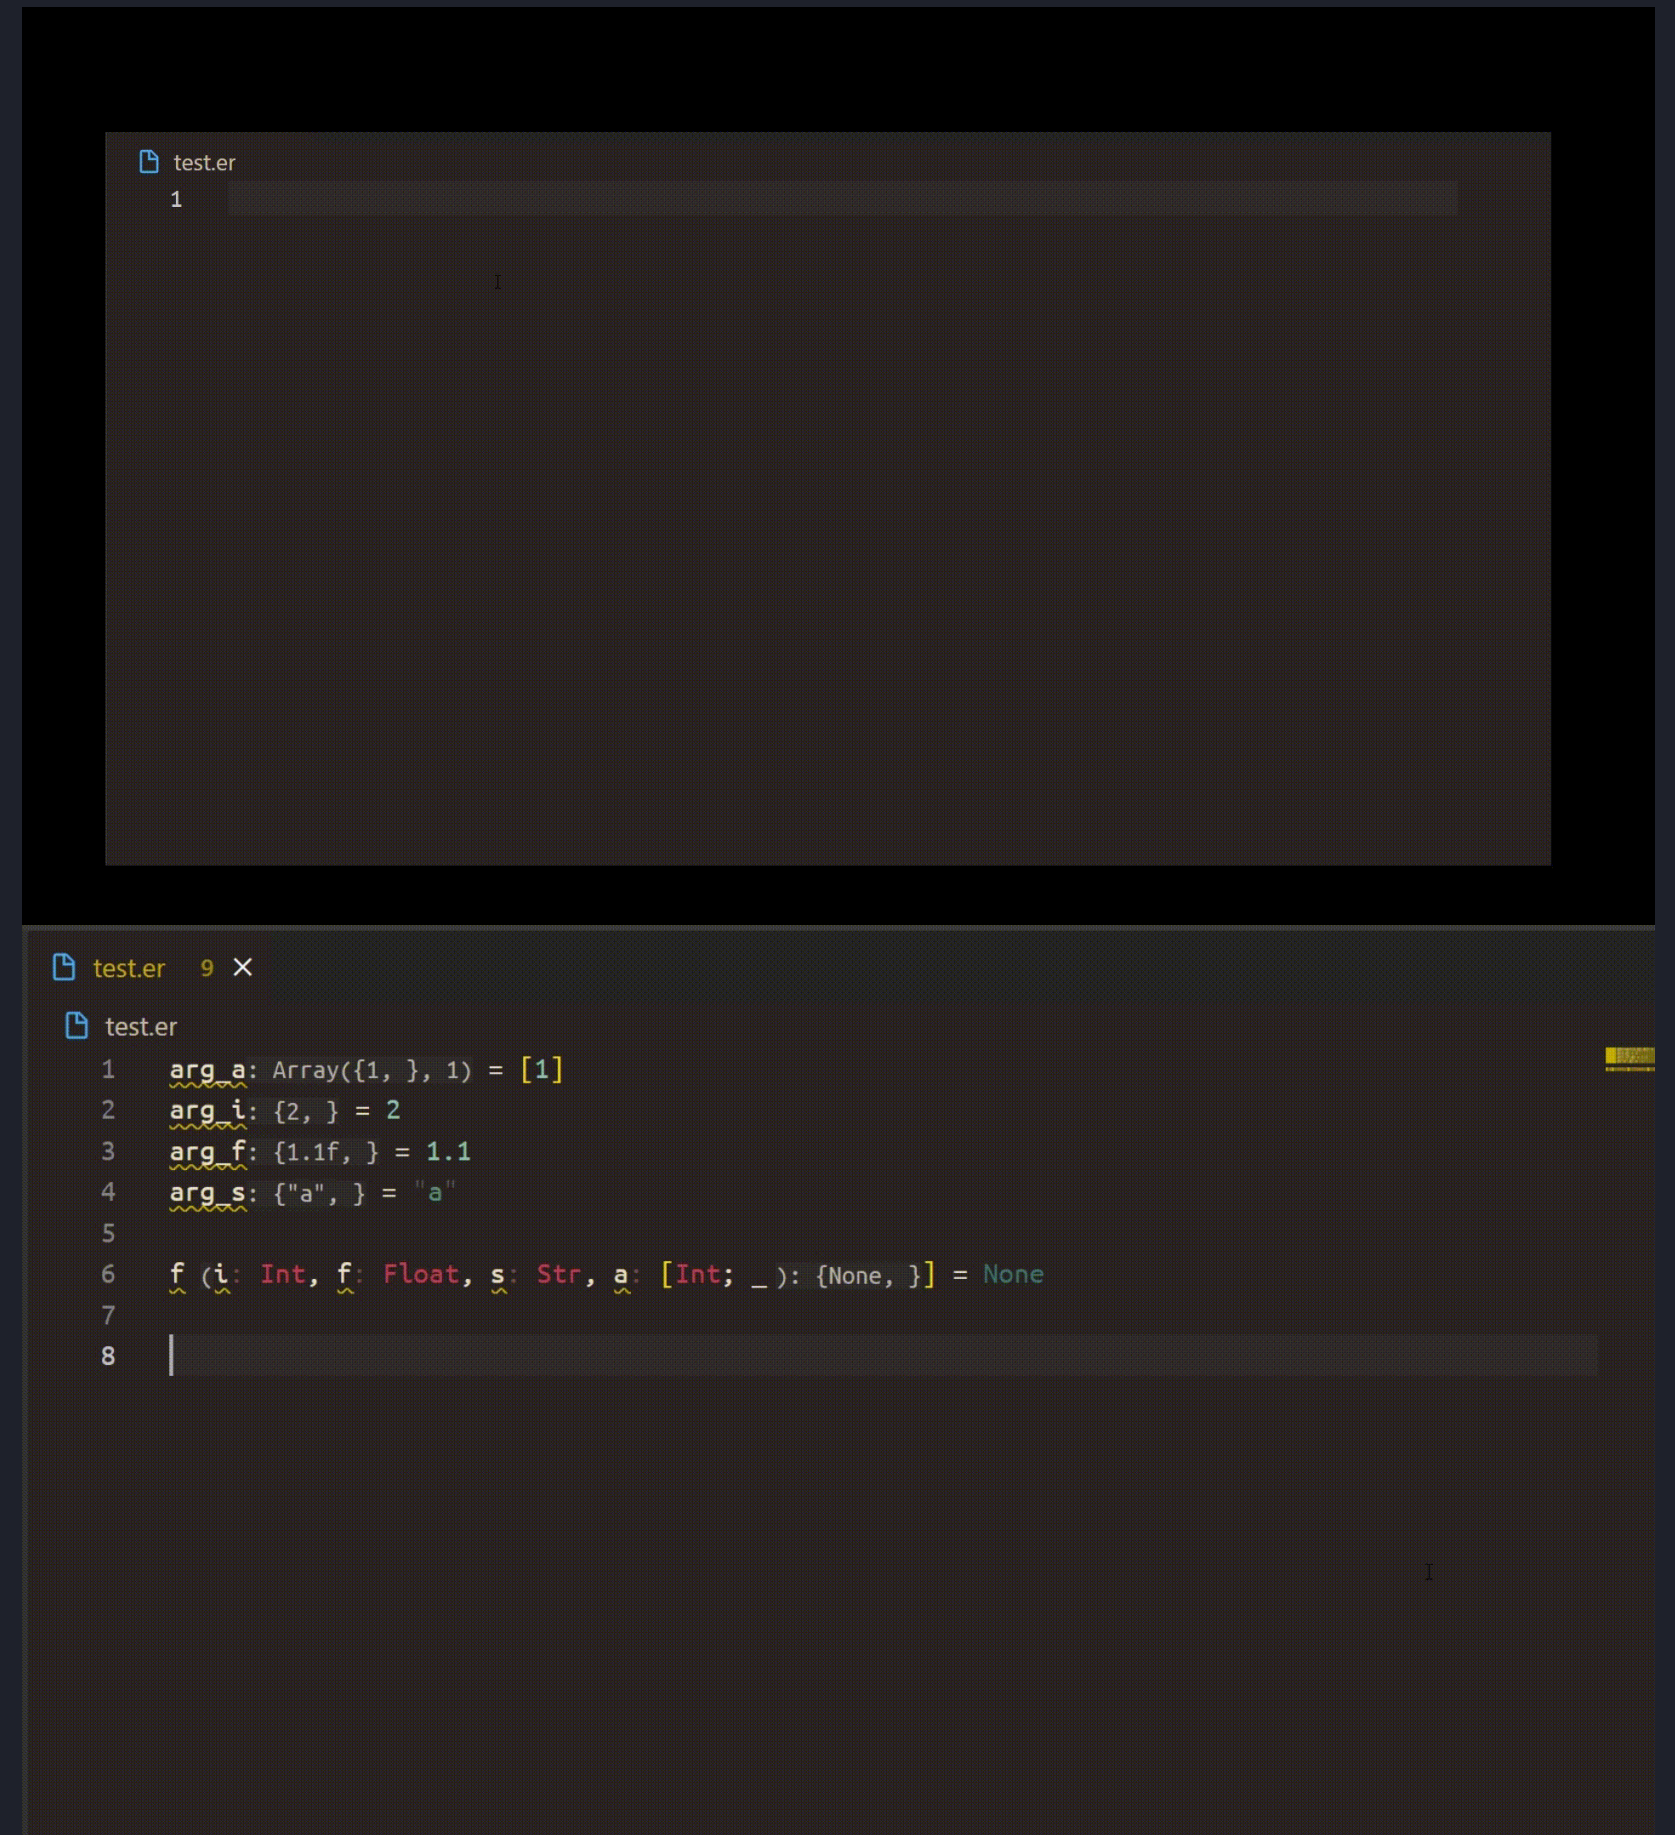 test.er
1
test.er 9 ×
test.er
1 arg_a: Array({1, }, 1) = [1]
2 arg_i: {2, } = 2
3 arg_f: {1.1f, } = 1.1
4 arg_s: {"a", } = "a"
5
6 f (i: Int, f: Float, s: Str, a: [Int; _ ): {None, }] = None
7
8